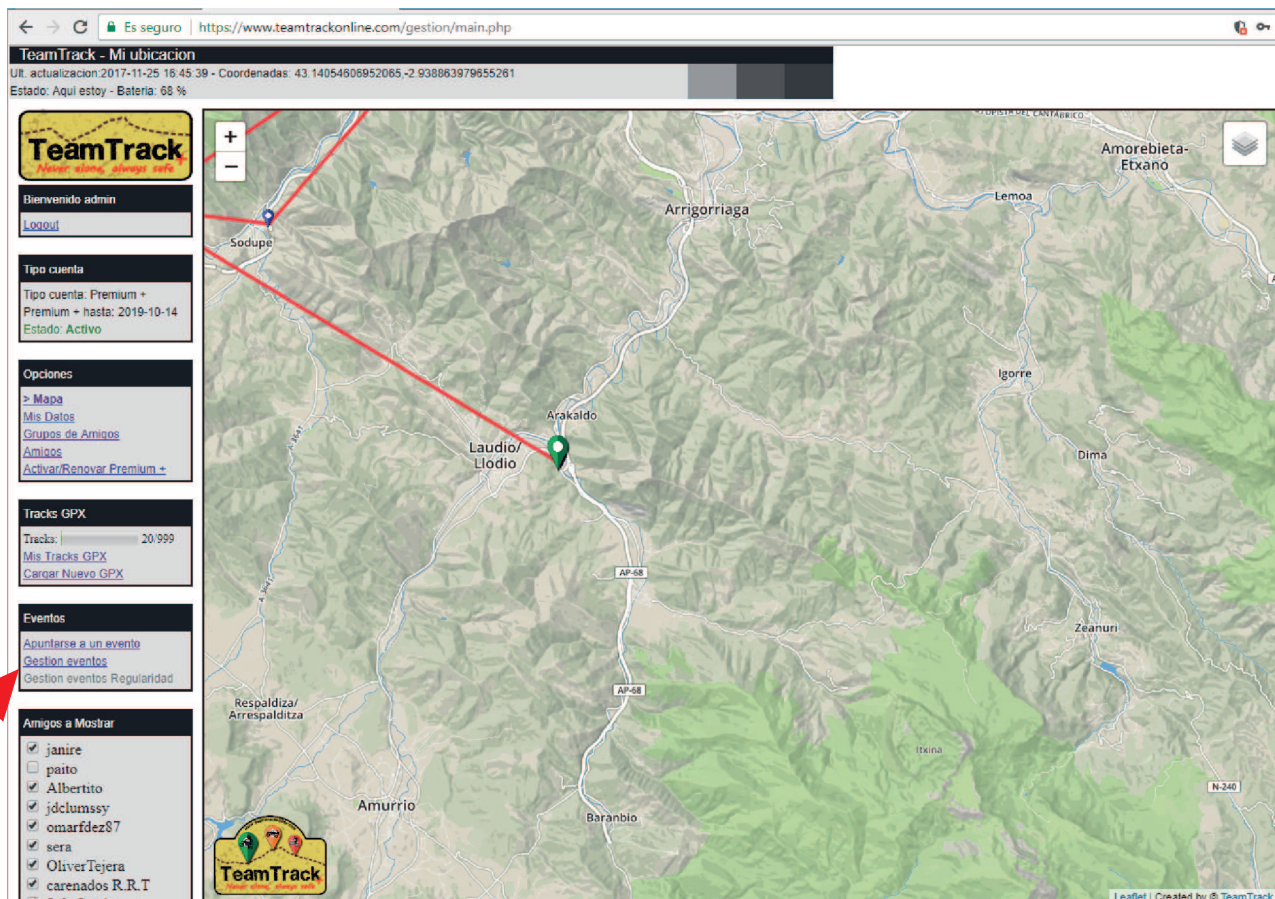 Es seguro | https://www.teamtrackonline.com/gestion/main.php
TeamTrack - Mi ubicacion
Ult. actualizacion:2017-11-25 16:45:39 - Coordenadas: 43.14054606952065,-2.938863979655261
Estado: Aqui estoy - Bateria: 68 %
TeamTrack
Never alone, always safe
Bienvenido admin
Logout
Tipo cuenta
Tipo cuenta: Premium +
Premium + hasta: 2019-10-14
Estado: Activo
Opciones
> Mapa
Mis Datos
Grupos de Amigos
Amigos
Activar/Renovar Premium +
Tracks GPX
Tracks: 20/999
Mis Tracks GPX
Cargar Nuevo GPX
Eventos
Apuntarse a un evento
Gestion eventos
Gestion eventos Regularidad
Amigos a Mostrar
janire
paito
Albertito
jdclumssy
omarfdez87
sera
OliverTejera
carenados R.R.T
+
−
Amorebieta-
Etxano
Lemoa
Arrigorriaga
Sodupe
Igorre
Arakaldo
Laudio/
Llodio
Dima
A-3641
A-3641
AP-68
Zeanuri
AP-68
Respaldiza/
Arrespalditza
Itxina
N-240
Amurrio
Baranbio
TeamTrack
Never alone, always safe
Leaflet | Created by © TeamTrack